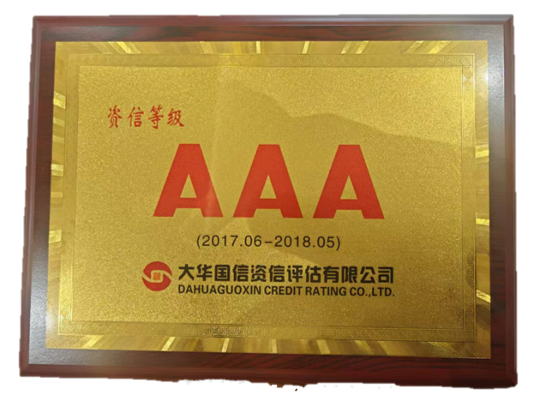 资信等级
AAA
(2017.06-2018.05)
大华国信资信评估有限公司
DAHUAGUOXIN CREDIT RATING CO.,LTD.